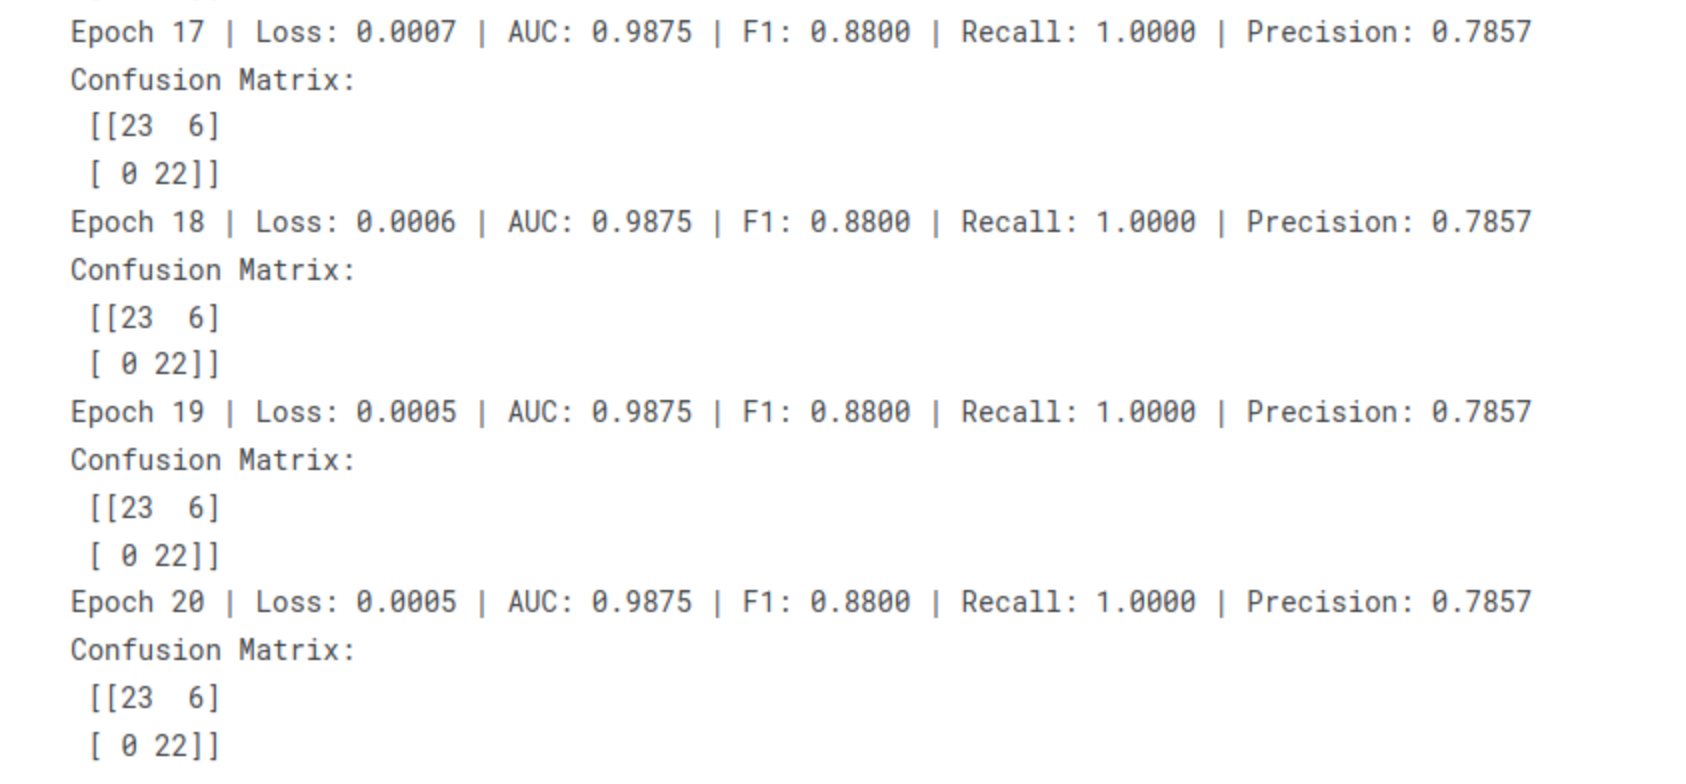 Epoch 17 | Loss: 0.0007 | AUC: 0.9875 | F1: 0.8800 | Recall: 1.0000 | Precision: 0.7857
Confusion Matrix:
[[23  6]
[ 0 22]]
Epoch 18 | Loss: 0.0006 | AUC: 0.9875 | F1: 0.8800 | Recall: 1.0000 | Precision: 0.7857
Confusion Matrix:
[[23  6]
[ 0 22]]
Epoch 19 | Loss: 0.0005 | AUC: 0.9875 | F1: 0.8800 | Recall: 1.0000 | Precision: 0.7857
Confusion Matrix:
[[23  6]
[ 0 22]]
Epoch 20 | Loss: 0.0005 | AUC: 0.9875 | F1: 0.8800 | Recall: 1.0000 | Precision: 0.7857
Confusion Matrix:
[[23  6]
[ 0 22]]